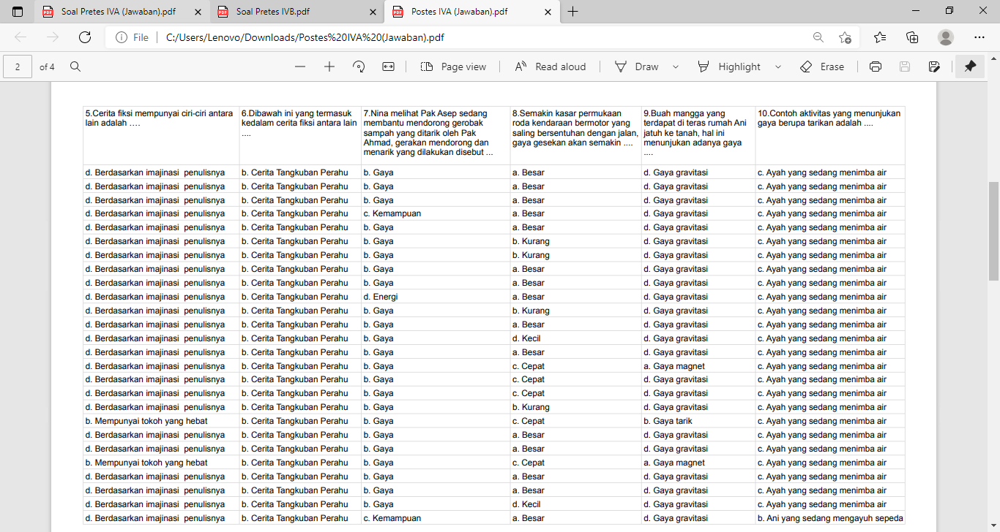 Soal Pretes IVA (Jawaban).pdf
Soal Pretes IVB.pdf
Postes IVA (Jawaban).pdf
File
C:/Users/Lenovo/Downloads/Postes%20IVA%20(Jawaban).pdf
2 of 4
Page view
Read aloud
Draw
Highlight
Erase
5.Cerita fiksi mempunyai ciri-ciri antara lain adalah ....
6.Dibawah ini yang termasuk kedalam cerita fiksi antara lain ....
7.Nina melihat Pak Asep sedang membantu mendorong gerobak sampah yang ditarik oleh Pak Ahmad, gerakan mendorong dan menarik yang dilakukan disebut ...
8.Semakin kasar permukaan roda kendaraan bermotor yang saling bersentuhan dengan jalan, gaya gesekan akan semakin ....
9.Buah mangga yang terdapat di teras rumah Ani jatuh ke tanah, hal ini menunjukan adanya gaya ....
10.Contoh aktivitas yang menunjukan gaya berupa tarikan adalah ....
d. Berdasarkan imajinasi penulisnya b. Cerita Tangkuban Perahu b. Gaya a. Besar d. Gaya gravitasi c. Ayah yang sedang menimba air
d. Berdasarkan imajinasi penulisnya b. Cerita Tangkuban Perahu b. Gaya a. Besar d. Gaya gravitasi c. Ayah yang sedang menimba air
d. Berdasarkan imajinasi penulisnya b. Cerita Tangkuban Perahu b. Gaya a. Besar d. Gaya gravitasi c. Ayah yang sedang menimba air
d. Berdasarkan imajinasi penulisnya b. Cerita Tangkuban Perahu c. Kemampuan a. Besar d. Gaya gravitasi c. Ayah yang sedang menimba air
d. Berdasarkan imajinasi penulisnya b. Cerita Tangkuban Perahu b. Gaya a. Besar d. Gaya gravitasi c. Ayah yang sedang menimba air
d. Berdasarkan imajinasi penulisnya b. Cerita Tangkuban Perahu b. Gaya b. Kurang d. Gaya gravitasi c. Ayah yang sedang menimba air
d. Berdasarkan imajinasi penulisnya b. Cerita Tangkuban Perahu b. Gaya b. Kurang d. Gaya gravitasi c. Ayah yang sedang menimba air
d. Berdasarkan imajinasi penulisnya b. Cerita Tangkuban Perahu b. Gaya a. Besar d. Gaya gravitasi c. Ayah yang sedang menimba air
d. Berdasarkan imajinasi penulisnya b. Cerita Tangkuban Perahu b. Gaya a. Besar d. Gaya gravitasi c. Ayah yang sedang menimba air
d. Berdasarkan imajinasi penulisnya b. Cerita Tangkuban Perahu d. Energi a. Besar d. Gaya gravitasi c. Ayah yang sedang menimba air
d. Berdasarkan imajinasi penulisnya b. Cerita Tangkuban Perahu b. Gaya b. Kurang d. Gaya gravitasi c. Ayah yang sedang menimba air
d. Berdasarkan imajinasi penulisnya b. Cerita Tangkuban Perahu b. Gaya a. Besar d. Gaya gravitasi c. Ayah yang sedang menimba air
d. Berdasarkan imajinasi penulisnya b. Cerita Tangkuban Perahu b. Gaya d. Kecil d. Gaya gravitasi c. Ayah yang sedang menimba air
d. Berdasarkan imajinasi penulisnya b. Cerita Tangkuban Perahu b. Gaya a. Besar d. Gaya gravitasi c. Ayah yang sedang menimba air
d. Berdasarkan imajinasi penulisnya b. Cerita Tangkuban Perahu b. Gaya c. Cepat a. Gaya magnet c. Ayah yang sedang menimba air
d. Berdasarkan imajinasi penulisnya b. Cerita Tangkuban Perahu b. Gaya c. Cepat d. Gaya gravitasi c. Ayah yang sedang menimba air
d. Berdasarkan imajinasi penulisnya b. Cerita Tangkuban Perahu b. Gaya c. Cepat d. Gaya gravitasi c. Ayah yang sedang menimba air
d. Berdasarkan imajinasi penulisnya b. Cerita Tangkuban Perahu b. Gaya b. Kurang d. Gaya gravitasi c. Ayah yang sedang menimba air
b. Mempunyai tokoh yang hebat b. Cerita Tangkuban Perahu b. Gaya c. Cepat b. Gaya tarik c. Ayah yang sedang menimba air
d. Berdasarkan imajinasi penulisnya b. Cerita Tangkuban Perahu b. Gaya a. Besar d. Gaya gravitasi c. Ayah yang sedang menimba air
d. Berdasarkan imajinasi penulisnya b. Cerita Tangkuban Perahu b. Gaya a. Besar d. Gaya gravitasi c. Ayah yang sedang menimba air
b. Mempunyai tokoh yang hebat b. Cerita Tangkuban Perahu b. Gaya c. Cepat a. Gaya magnet c. Ayah yang sedang menimba air
d. Berdasarkan imajinasi penulisnya b. Cerita Tangkuban Perahu b. Gaya a. Besar d. Gaya gravitasi c. Ayah yang sedang menimba air
d. Berdasarkan imajinasi penulisnya b. Cerita Tangkuban Perahu b. Gaya a. Besar d. Gaya gravitasi c. Ayah yang sedang menimba air
d. Berdasarkan imajinasi penulisnya b. Cerita Tangkuban Perahu b. Gaya d. Kecil d. Gaya gravitasi c. Ayah yang sedang menimba air
d. Berdasarkan imajinasi penulisnya b. Cerita Tangkuban Perahu c. Kemampuan a. Besar d. Gaya gravitasi b. Ani yang sedang mengayuh sepeda